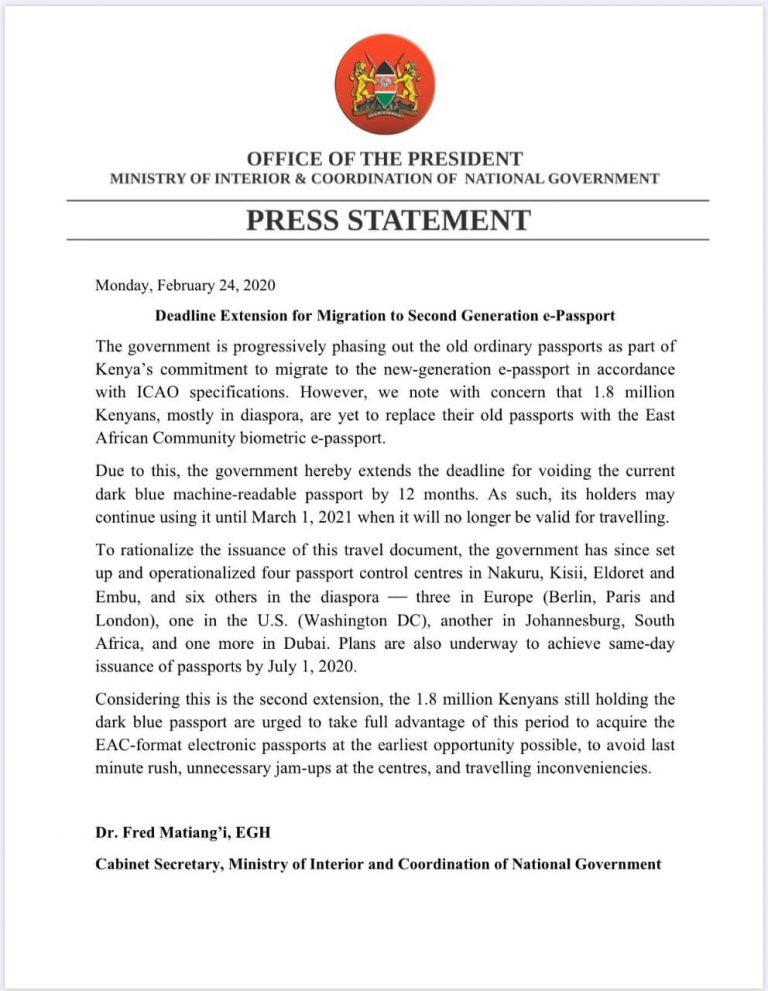 OFFICE OF THE PRESIDENT
MINISTRY OF INTERIOR & COORDINATION OF NATIONAL GOVERNMENT
PRESS STATEMENT
Monday, February 24, 2020
Deadline Extension for Migration to Second Generation e-Passport
The government is progressively phasing out the old ordinary passports as part of
Kenya’s commitment to migrate to the new-generation e-passport in accordance
with ICAO specifications. However, we note with concern that 1.8 million
Kenyans, mostly in diaspora, are yet to replace their old passports with the East
African Community biometric e-passport.
Due to this, the government hereby extends the deadline for voiding the current
dark blue machine-readable passport by 12 months. As such, its holders may
continue using it until March 1, 2021 when it will no longer be valid for travelling.
To rationalize the issuance of this travel document, the government has since set
up and operationalized four passport control centres in Nakuru, Kisii, Eldoret and
Embu, and six others in the diaspora — three in Europe (Berlin, Paris and
London), one in the U.S. (Washington DC), another in Johannesburg, South
Africa, and one more in Dubai. Plans are also underway to achieve same-day
issuance of passports by July 1, 2020.
Considering this is the second extension, the 1.8 million Kenyans still holding the
dark blue passport are urged to take full advantage of this period to acquire the
EAC-format electronic passports at the earliest opportunity possible, to avoid last
minute rush, unnecessary jam-ups at the centres, and travelling inconveniencies.
Dr. Fred Matiang’i, EGH
Cabinet Secretary, Ministry of Interior and Coordination of National Government